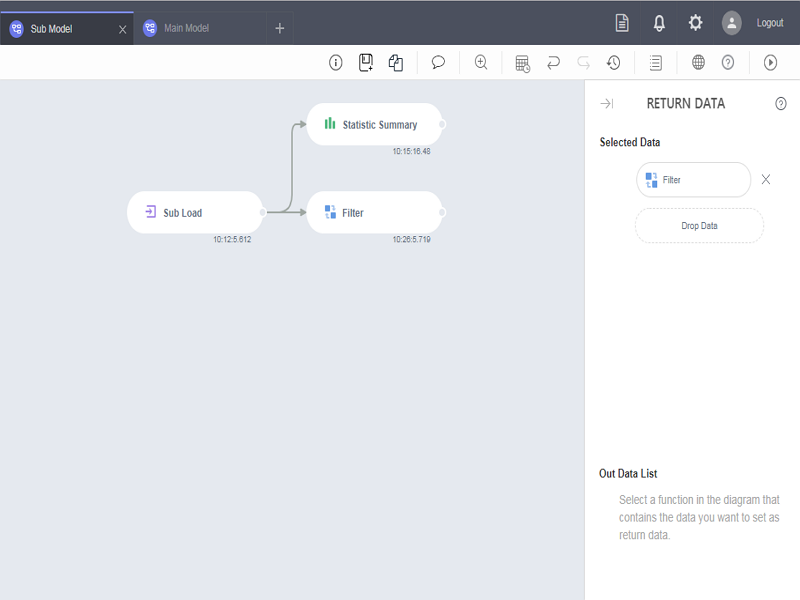 Sub Model
Main Model
Logout
RETURN DATA
Selected Data
Filter
Drop Data
Statistic Summary
10:15:16.48
Sub Load
10:12:5.612
Filter
10:26:5.719
Out Data List
Select a function in the diagram that
contains the data you want to set as
return data.